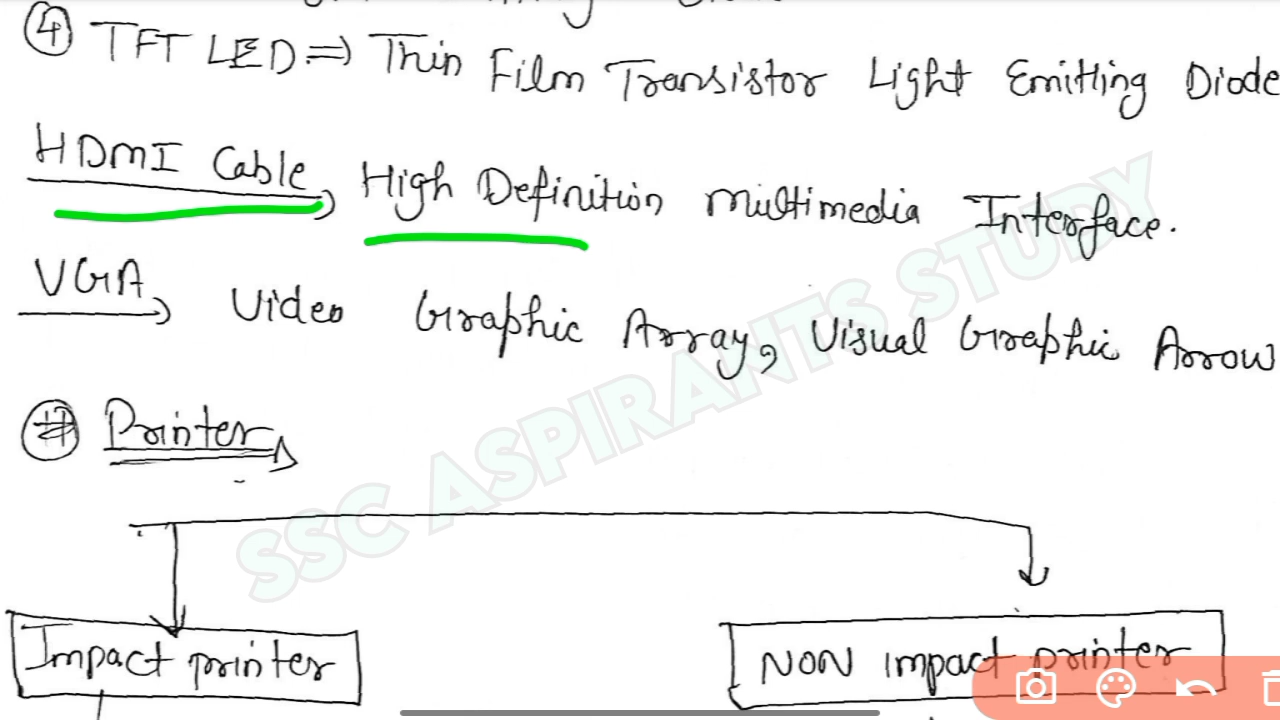 ④ TFT LED ⇒ Thin Film Transistor Light Emitting Diode
HDMI Cable → High Definition multimedia Interface.
VGA → Video Graphic Array, Visual Graphic Arrow
# Printer →
Impact printer
NON impact printer
SSC ASPIRANTS STUDY